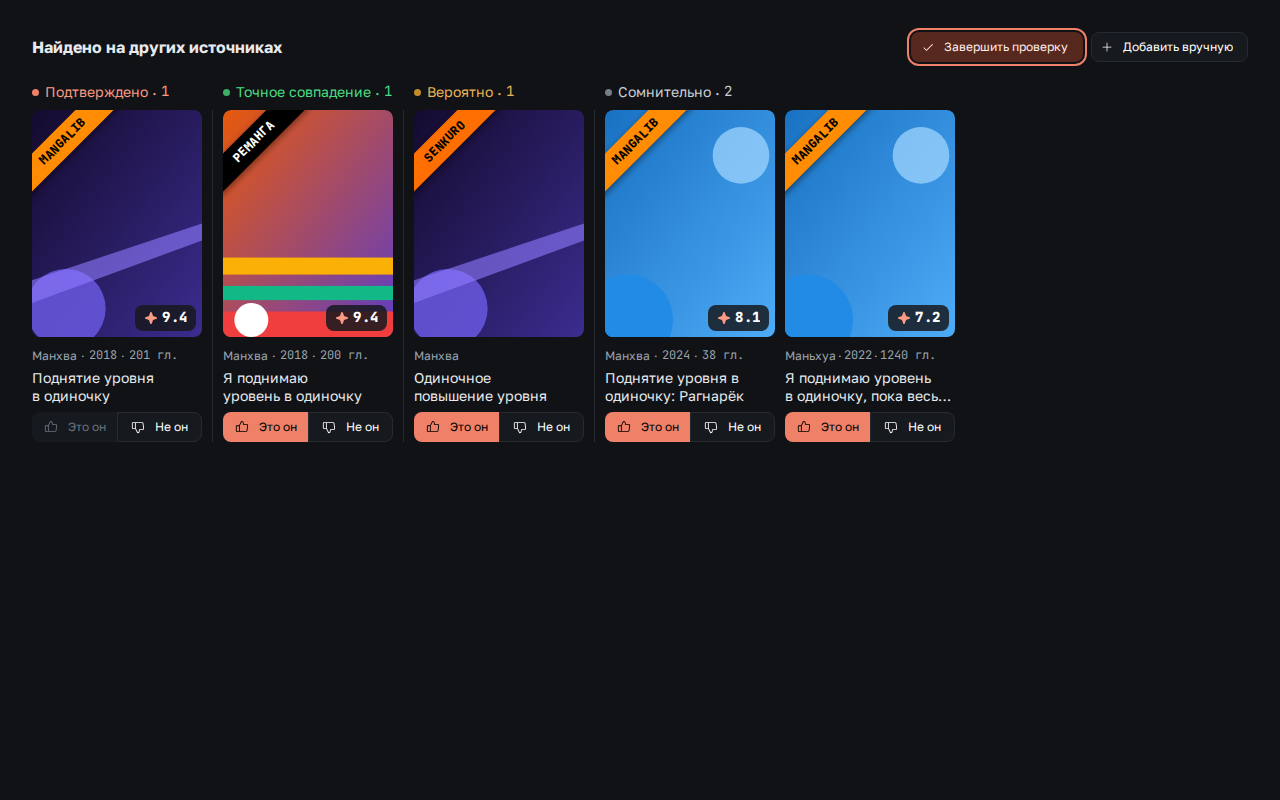 Найдено на других источниках
Завершить проверку
Добавить вручную
Подтверждено · 1
Точное совпадение · 1
Вероятно · 1
Сомнительно · 2
MANGALIB
9.4
Манхва · 2018 · 201 гл.
Поднятие уровня
в одиночку
Это он
Не он
РЕМАНГА
9.4
Манхва · 2018 · 200 гл.
Я поднимаю
уровень в одиночку
Это он
Не он
SENKURO
Манхва
Одиночное
повышение уровня
Это он
Не он
MANGALIB
8.1
Манхва · 2024 · 38 гл.
Поднятие уровня в
одиночку: Рагнарёк
Это он
Не он
MANGALIB
7.2
Маньхуа · 2022 · 1240 гл.
Я поднимаю уровень
в одиночку, пока весь…
Это он
Не он